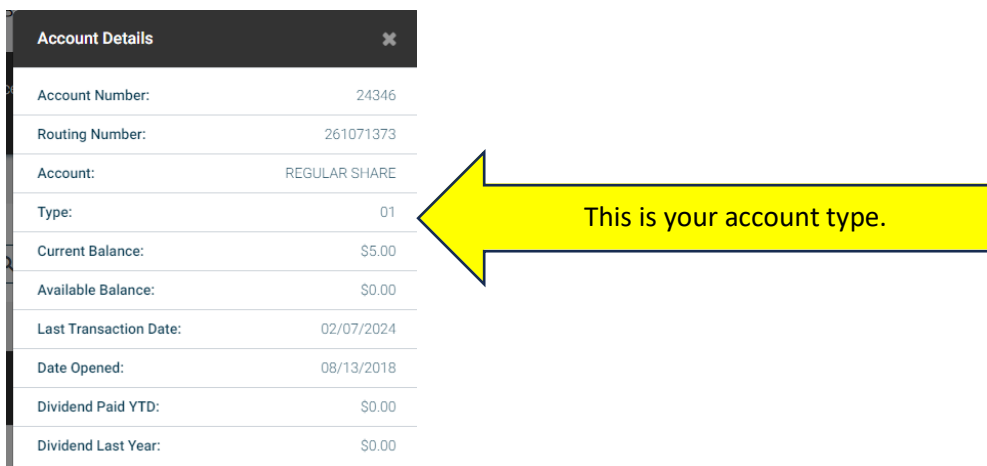 Account Details
Account Number: 24346
Routing Number: 261071373
Account: REGULAR SHARE
Type: 01
This is your account type.
Current Balance: $5.00
Available Balance: $0.00
Last Transaction Date: 02/07/2024
Date Opened: 08/13/2018
Dividend Paid YTD: $0.00
Dividend Last Year: $0.00